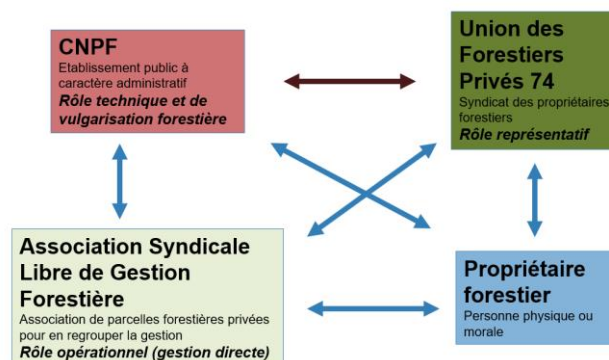 CNPF
Etablissement public à
caractère administratif
Rôle technique et de
vulgarisation forestière
Union des
Forestiers
Privés 74
Syndicat des propriétaires
forestiers
Rôle représentatif
Association Syndicale
Libre de Gestion
Forestière
Association de parcelles forestières privées
pour en regrouper la gestion
Rôle opérationnel (gestion directe)
Propriétaire
forestier
Personne physique ou
morale